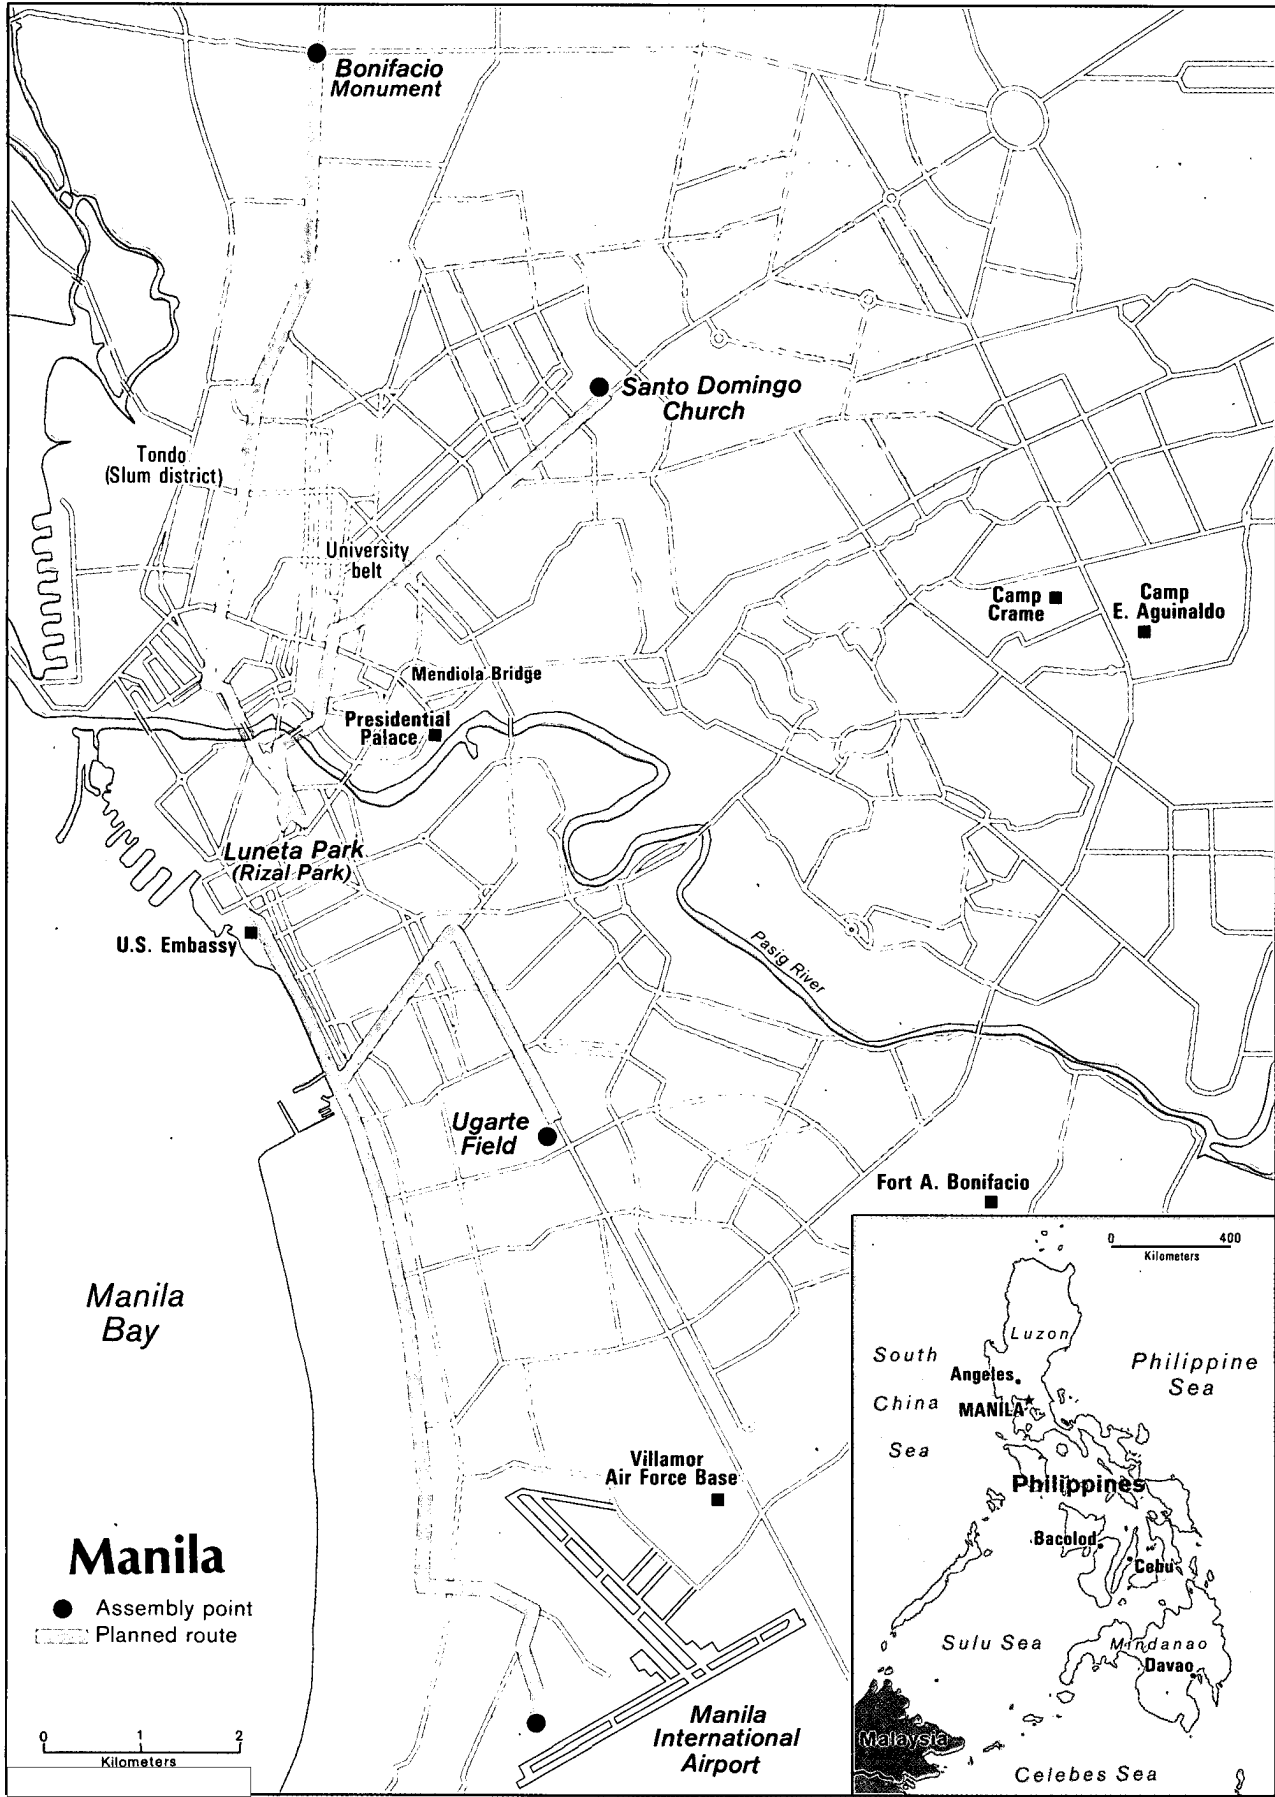 Bonifacio
Monument
Santo Domingo
Church
Tondo
(Slum district)
University
belt
Camp
Crame
Camp
E. Aguinaldo
Mendiola Bridge
Presidential
Palace
Luneta Park
(Rizal Park)
U.S. Embassy
Pasig River
Ugarte
Field
Fort A. Bonifacio
Manila
Bay
Villamor
Air Force Base
Manila
International
Airport
Manila
Assembly point
Planned route
0 1 2
Kilometers
0 400
Kilometers
Luzon
South
China
Sea
Philippine
Sea
Angeles
MANILA
Philippines
Bacolod
Cebu
Sulu Sea
Mindanao
Davao
Malaysia
Celebes Sea